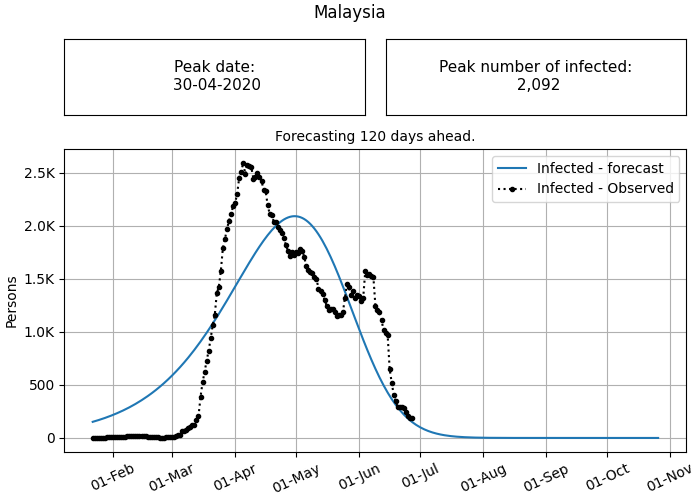 Malaysia
Peak date:
30-04-2020
Peak number of infected:
2,092
Forecasting 120 days ahead.
Infected - forecast
Infected - Observed
2.5K
2.0K
1.5K
1.0K
500
0
Persons
01-Feb
01-Mar
01-Apr
01-May
01-Jun
01-Jul
01-Aug
01-Sep
01-Oct
01-Nov